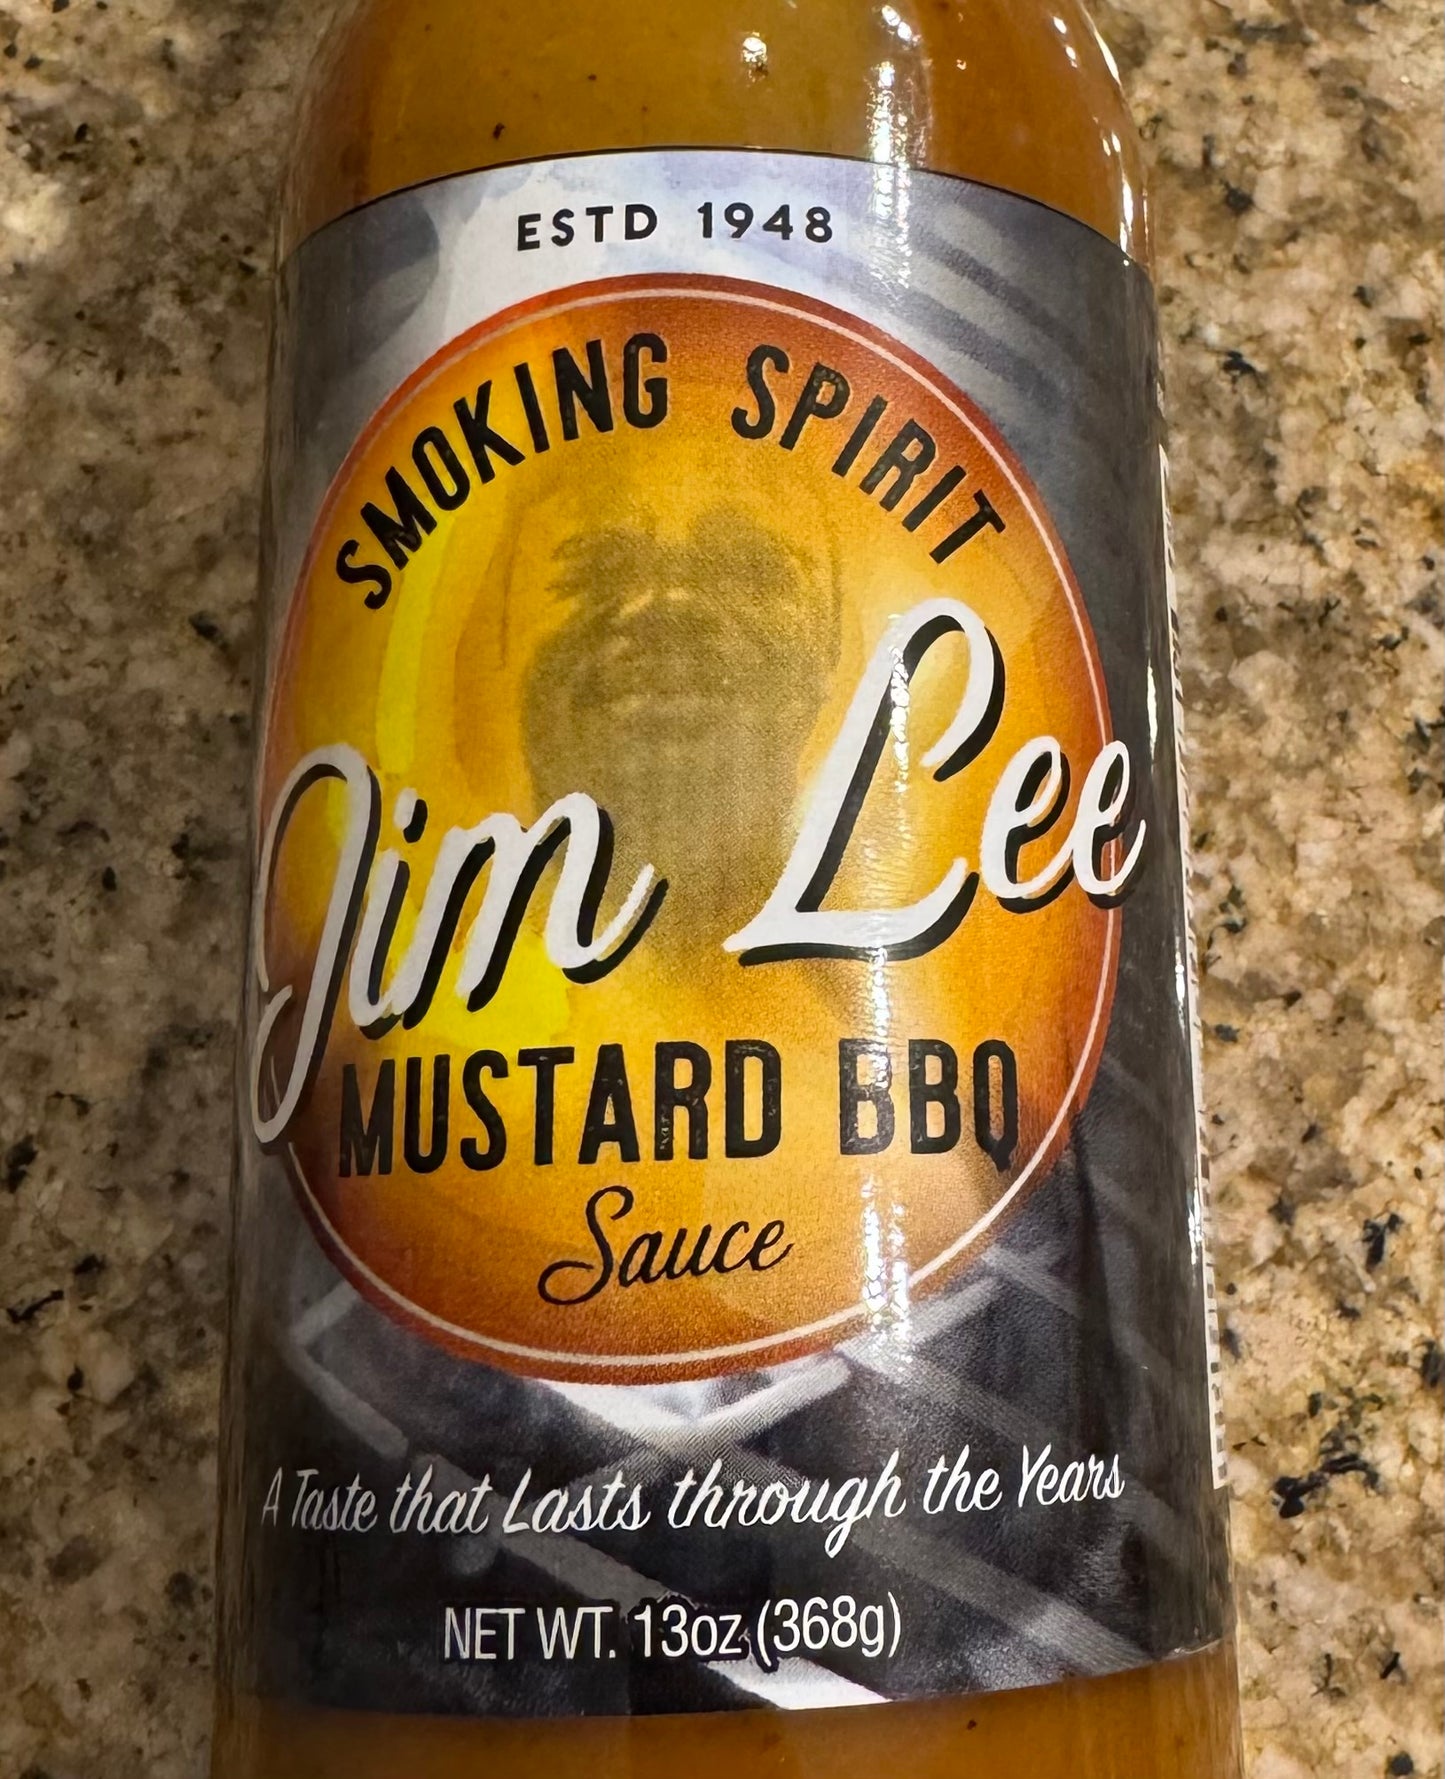 ESTD 1948
SMOKING SPIRIT
Jim Lee
MUSTARD BBQ
Sauce
A Taste that Lasts through the Years
NET WT. 13oz (368g)